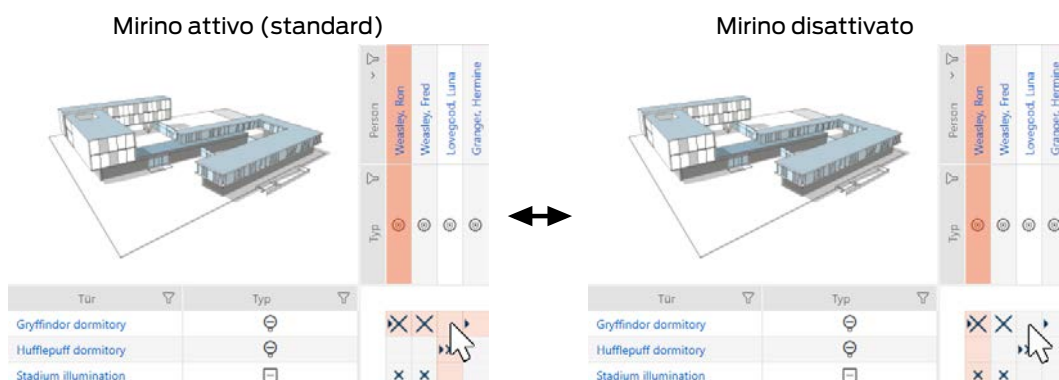 Mirino attivo (standard)
Mirino disattivato
Person
Weasley, Ron
Weasley, Fred
Lovegood, Luna
Granger, Hermine
Typ
Tür
Typ
Gryffindor dormitory
Hufflepuff dormitory
Stadium illumination
Person
Weasley, Ron
Weasley, Fred
Lovegood, Luna
Granger, Hermine
Typ
Tür
Typ
Gryffindor dormitory
Hufflepuff dormitory
Stadium illumination